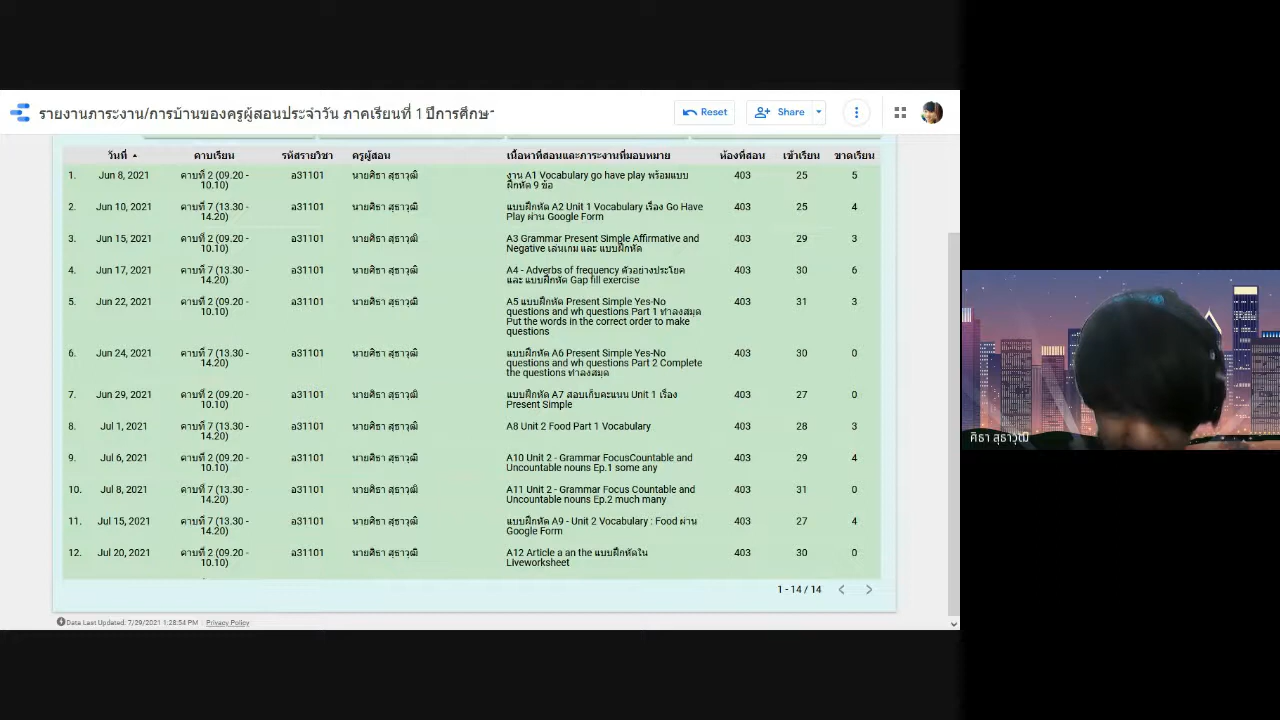 รายงานภาระงาน/การบ้านของครูผู้สอนประจำวัน ภาคเรียนที่ 1 ปีการศึกษ
Reset
Share
วันที่ คาบเรียน รหัสรายวิชา ครูผู้สอน เนื้อหาที่สอนและภาระงานที่มอบหมาย ห้องที่สอน เข้าเรียน ขาดเรียน
1. Jun 8, 2021 คาบที่ 2 (09.20 - อ31101 นายศิธา สุธาวุฒิ งาน A1 Vocabulary go have play พร้อมแบบ 403 25 5
10.10) ฝึกหัด 9 ข้อ
2. Jun 10, 2021 คาบที่ 7 (13.30 - อ31101 นายศิธา สุธาวุฒิ แบบฝึกหัด A2 Unit 1 Vocabulary เรื่อง Go Have 403 25 4
14.20) Play ผ่าน Google Form
3. Jun 15, 2021 คาบที่ 2 (09.20 - อ31101 นายศิธา สุธาวุฒิ A3 Grammar Present Simple Affirmative and 403 29 3
10.10) Negative เล่นเกม และ แบบฝึกหัด
4. Jun 17, 2021 คาบที่ 7 (13.30 - อ31101 นายศิธา สุธาวุฒิ A4 - Adverbs of frequency ตัวอย่างประโยค 403 30 6
14.20) และ แบบฝึกหัด Gap fill exercise
5. Jun 22, 2021 คาบที่ 2 (09.20 - อ31101 นายศิธา สุธาวุฒิ A5 แบบฝึกหัด Present Simple Yes-No 403 31 3
10.10) questions and wh questions Part 1 ทำลงสมุด
Put the words in the correct order to make
questions
6. Jun 24, 2021 คาบที่ 7 (13.30 - อ31101 นายศิธา สุธาวุฒิ แบบฝึกหัด A6 Present Simple Yes-No 403 30 0
14.20) questions and wh questions Part 2 Complete
the questions ทำลงสมุด
7. Jun 29, 2021 คาบที่ 2 (09.20 - อ31101 นายศิธา สุธาวุฒิ แบบฝึกหัด A7 สอบเก็บคะแนน Unit 1 เรื่อง 403 27 0
10.10) Present Simple
8. Jul 1, 2021 คาบที่ 7 (13.30 - อ31101 นายศิธา สุธาวุฒิ A8 Unit 2 Food Part 1 Vocabulary 403 28 3
14.20)
9. Jul 6, 2021 คาบที่ 2 (09.20 - อ31101 นายศิธา สุธาวุฒิ A10 Unit 2 - Grammar FocusCountable and 403 29 4
10.10) Uncountable nouns Ep.1 some any
10. Jul 8, 2021 คาบที่ 7 (13.30 - อ31101 นายศิธา สุธาวุฒิ A11 Unit 2 - Grammar Focus Countable and 403 31 0
14.20) Uncountable nouns Ep.2 much many
11. Jul 15, 2021 คาบที่ 7 (13.30 - อ31101 นายศิธา สุธาวุฒิ แบบฝึกหัด A9 - Unit 2 Vocabulary : Food ผ่าน 403 27 4
14.20) Google Form
12. Jul 20, 2021 คาบที่ 2 (09.20 - อ31101 นายศิธา สุธาวุฒิ A12 Article a an the แบบฝึกหัดใน 403 30 0
10.10) Liveworksheet
1 - 14 / 14
Data Last Updated: 7/29/2021 1:28:54 PM Privacy Policy
ศิธา สุธาวุฒิ